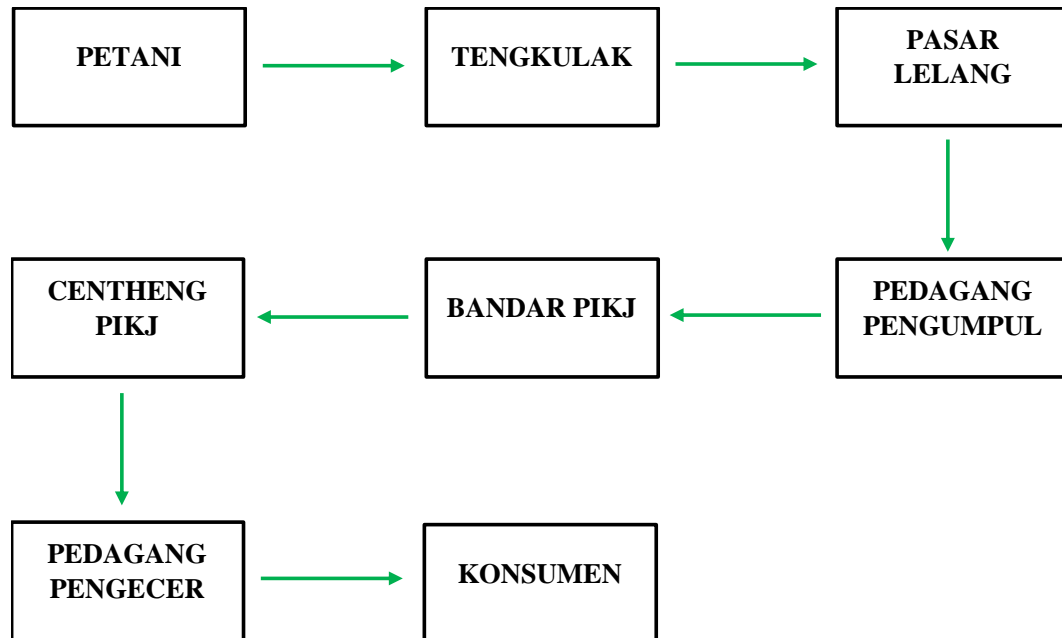 PETANI
TENGKULAK
PASAR
LELANG
PEDAGANG
PENGUMPUL
BANDAR PIKJ
CENTHENG
PIKJ
PEDAGANG
PENGECER
KONSUMEN